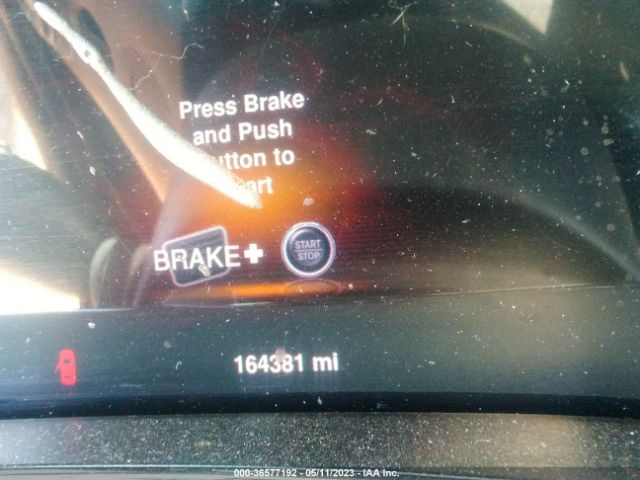 Press Brake
and Push
to
BRAKE+
START
STOP
164381 mi
000-36577192 - 05/11/2023 - IAA Inc.